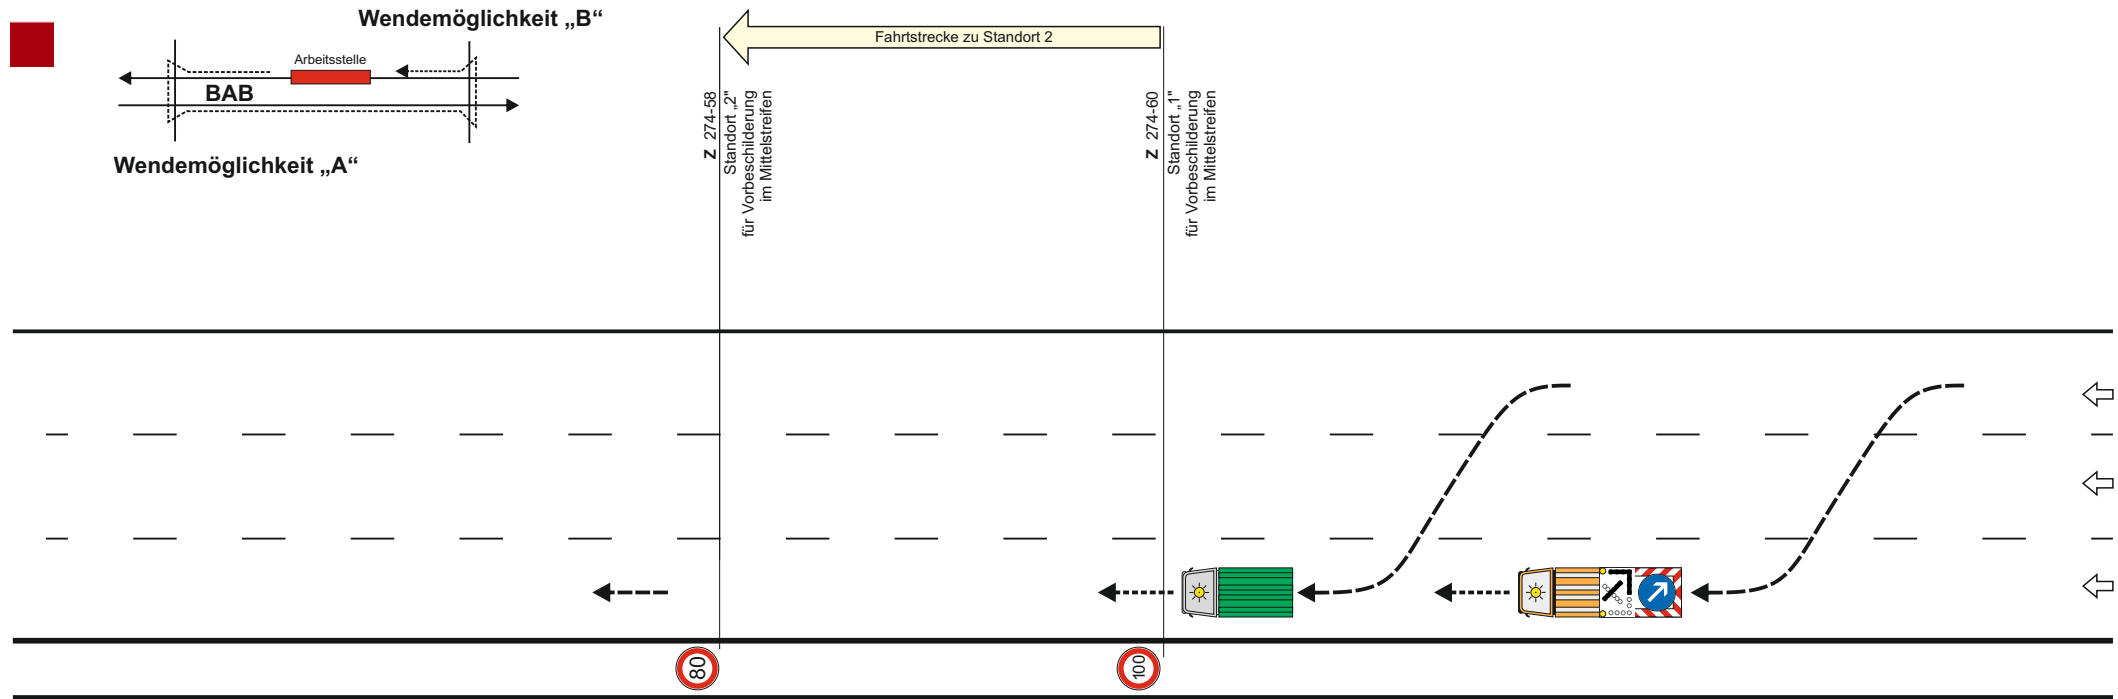 Wendemöglichkeit „B“
Arbeitsstelle
BAB
Wendemöglichkeit „A“
Fahrtstrecke zu Standort 2
Z 274-58
Standort „2"
für Vorbeschilderung
im Mittelstreifen
Z 274-60
Standort „1"
für Vorbeschilderung
im Mittelstreifen
80
100